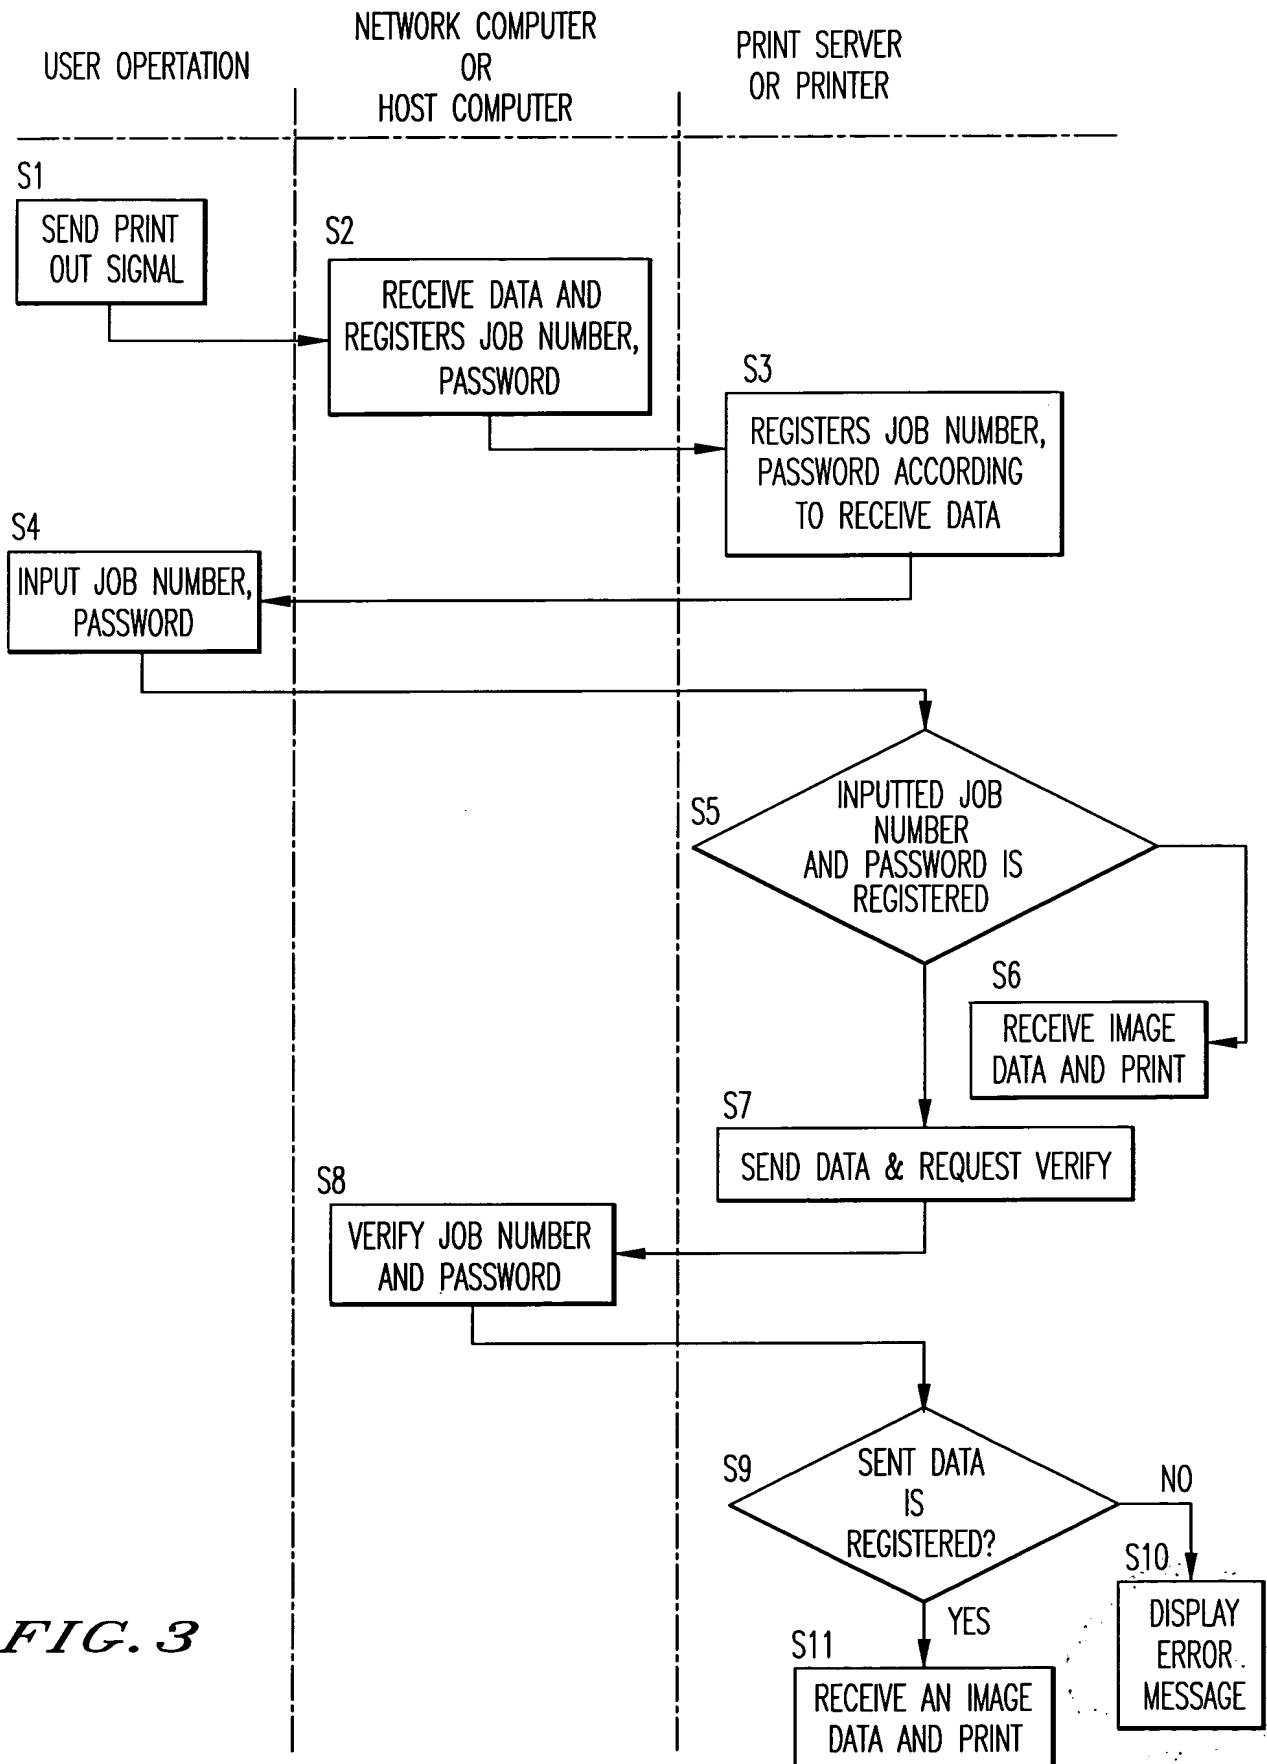 USER OPERTATION
NETWORK COMPUTER
OR
HOST COMPUTER
PRINT SERVER
OR PRINTER
S1
SEND PRINT
OUT SIGNAL
S2
RECEIVE DATA AND
REGISTERS JOB NUMBER,
PASSWORD
S3
REGISTERS JOB NUMBER,
PASSWORD ACCORDING
TO RECEIVE DATA
S4
INPUT JOB NUMBER,
PASSWORD
S5
INPUTTED JOB
NUMBER
AND PASSWORD IS
REGISTERED
S6
RECEIVE IMAGE
DATA AND PRINT
S7
SEND DATA & REQUEST VERIFY
S8
VERIFY JOB NUMBER
AND PASSWORD
S9
SENT DATA
IS
REGISTERED?
NO
S10
DISPLAY
ERROR
MESSAGE
YES
S11
RECEIVE AN IMAGE
DATA AND PRINT
FIG. 3